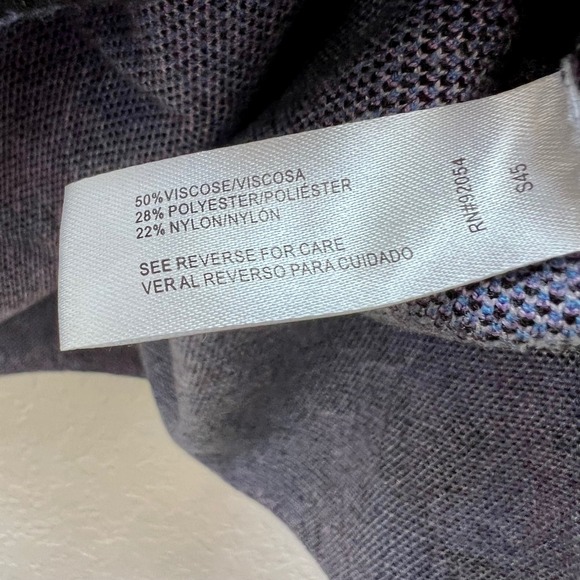 50%VISCOSE/VISCOSA
28% POLYESTER/POLIÉSTER
22% NYLON/NYLÓN
SEE REVERSE FOR CARE
VER AL REVERSO PARA CUIDADO
RN#92054
S45